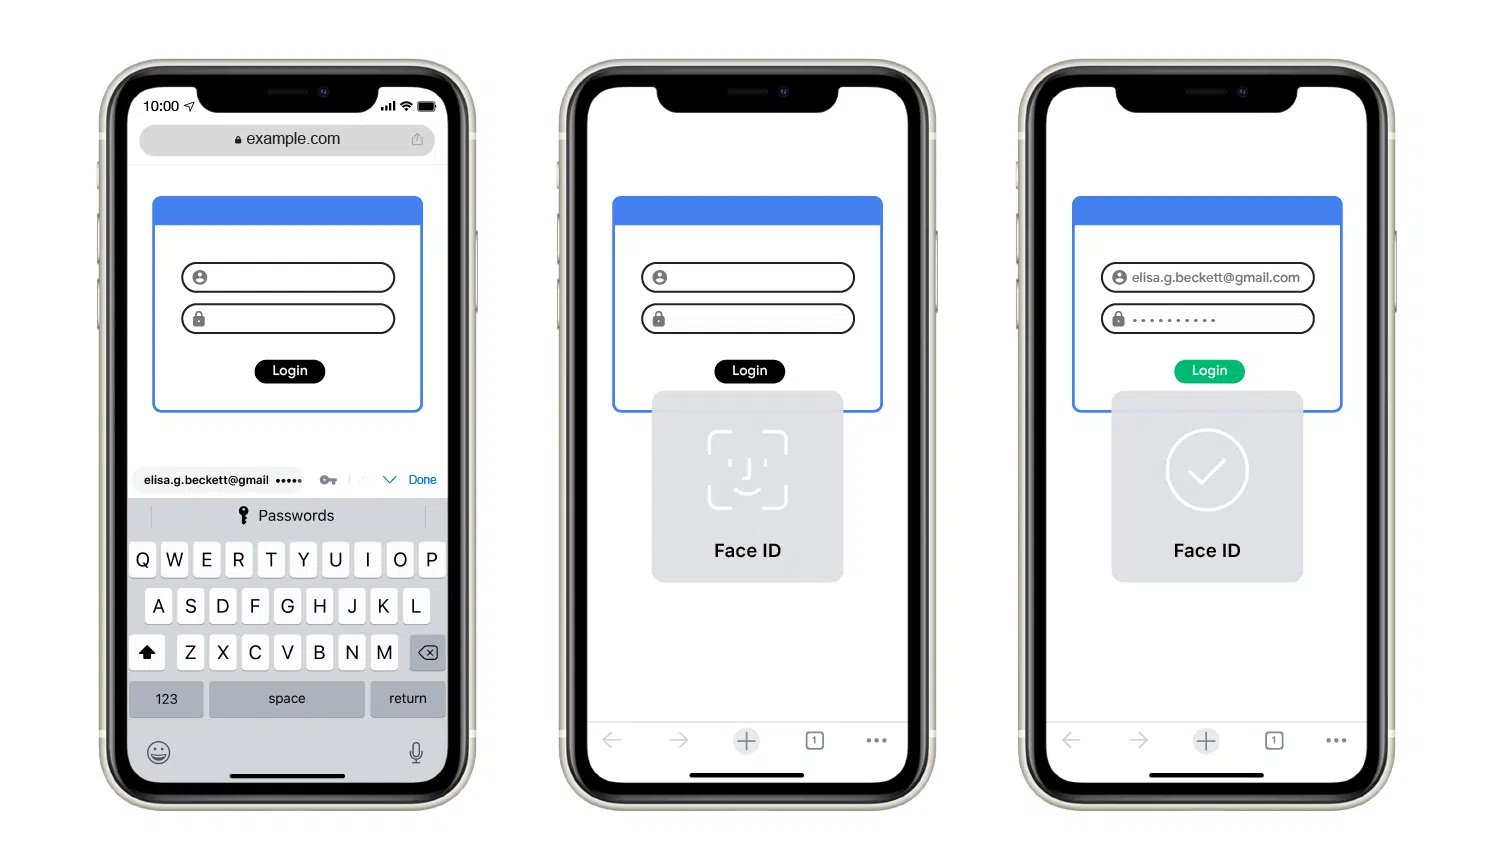 10:00
example.com
Login
elisa.g.beckett@gmail •••••
Done
Passwords
Q W E R T Y U I O P
A S D F G H J K L
Z X C V B N M
123 space return
Login
Face ID
1
elisa.g.beckett@gmail.com
••••••••••
Login
Face ID
1